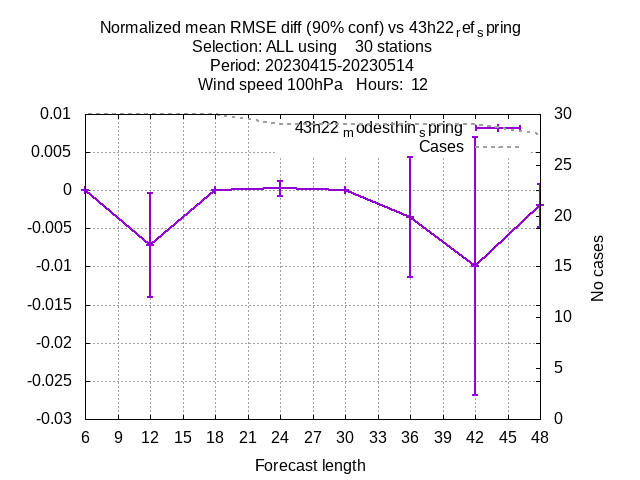 Normalized mean RMSE diff (90% conf) vs 43h22_ref_spring
Selection: ALL using    30 stations
Period: 20230415-20230514
Wind speed 100hPa   Hours:  12
0.01
0.005
0
-0.005
-0.01
-0.015
-0.02
-0.025
-0.03
43h22_modesthin_spring
Cases
30
25
20
15
10
5
0
No cases
6 9 12 15 18 21 24 27 30 33 36 39 42 45 48
Forecast length